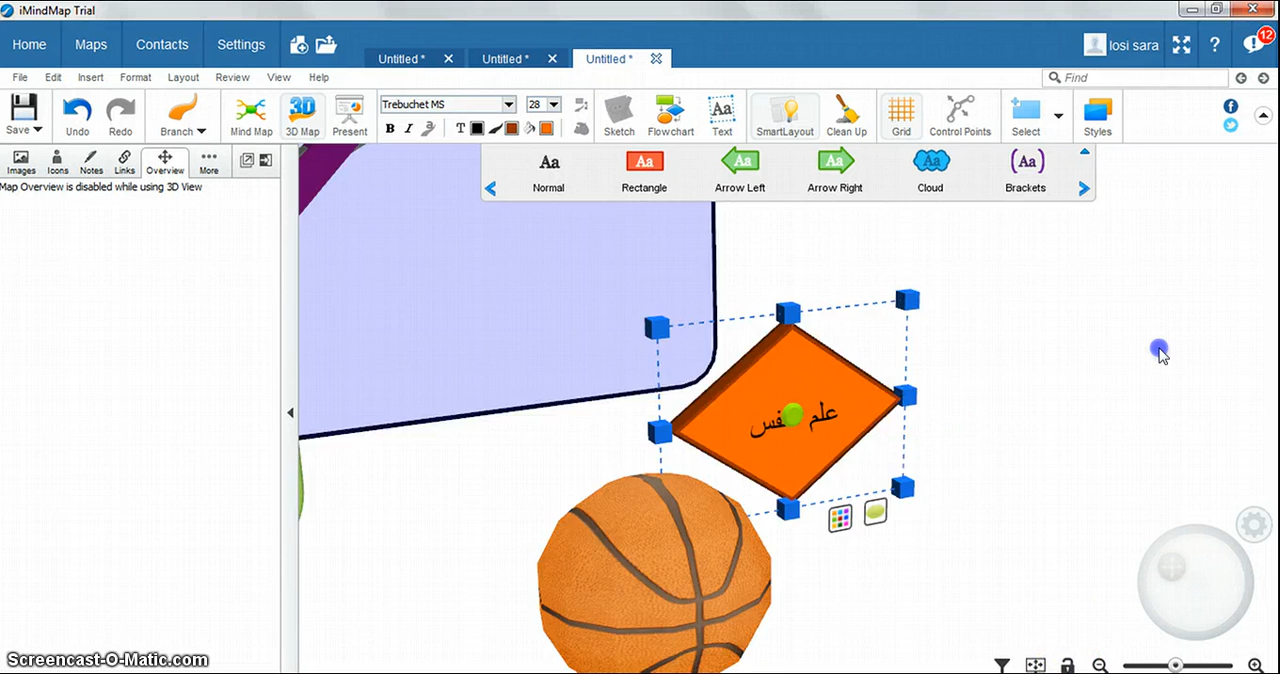 iMindMap Trial
Home Maps Contacts Settings Untitled * Untitled * Untitled * losi sara ? 12
File Edit Insert Format Layout Review View Help Find
Trebuchet MS 28
B I T
Save Undo Redo Branch Mind Map 3D Map Present Sketch Flowchart Aa Text SmartLayout Clean Up Grid Control Points Select Styles
Images Icons Notes Links Overview More
Map Overview is disabled while using 3D View
Aa Aa Aa Aa Aa (Aa)
Normal Rectangle Arrow Left Arrow Right Cloud Brackets
علم
Screencast-O-Matic.com